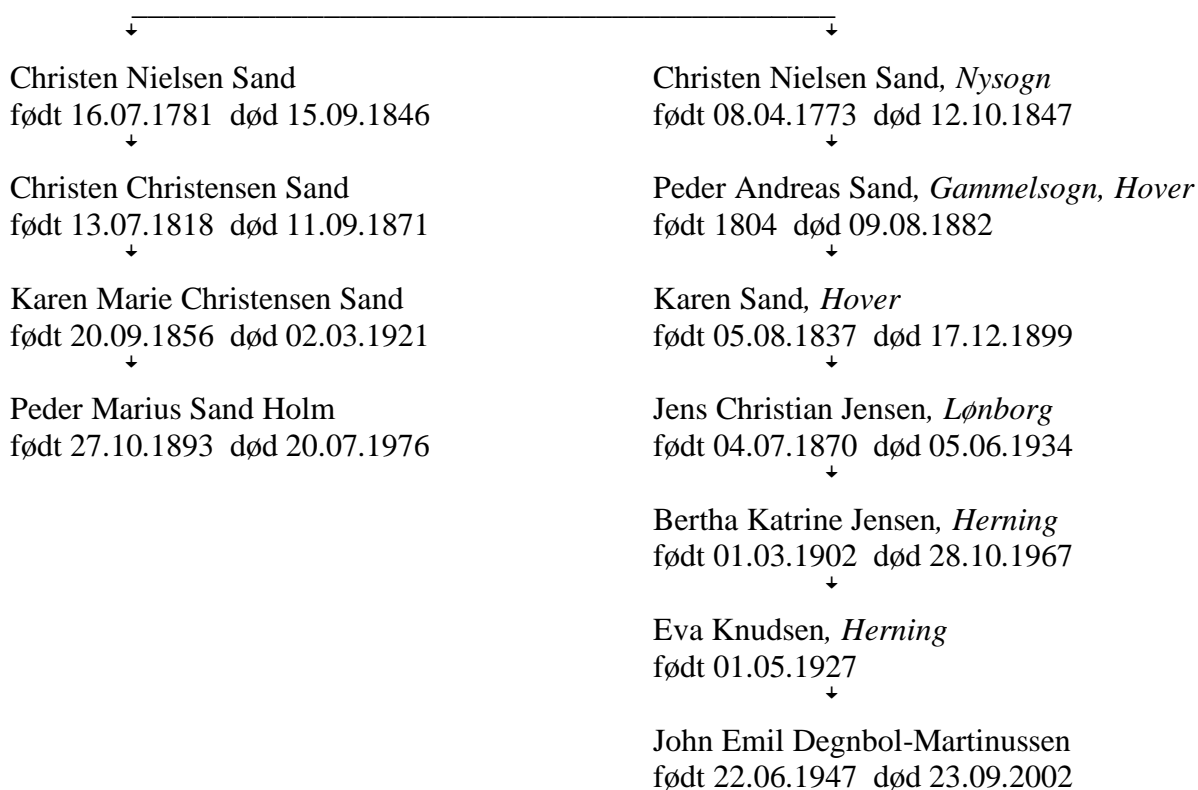 Christen Nielsen Sand
født 16.07.1781 død 15.09.1846
Christen Christensen Sand
født 13.07.1818 død 11.09.1871
Karen Marie Christensen Sand
født 20.09.1856 død 02.03.1921
Peder Marius Sand Holm
født 27.10.1893 død 20.07.1976
Christen Nielsen Sand, Nysogn
født 08.04.1773 død 12.10.1847
Peder Andreas Sand, Gammelsogn, Hover
født 1804 død 09.08.1882
Karen Sand, Hover
født 05.08.1837 død 17.12.1899
Jens Christian Jensen, Lønborg
født 04.07.1870 død 05.06.1934
Bertha Katrine Jensen, Herning
født 01.03.1902 død 28.10.1967
Eva Knudsen, Herning
født 01.05.1927
John Emil Degnbol-Martinussen
født 22.06.1947 død 23.09.2002